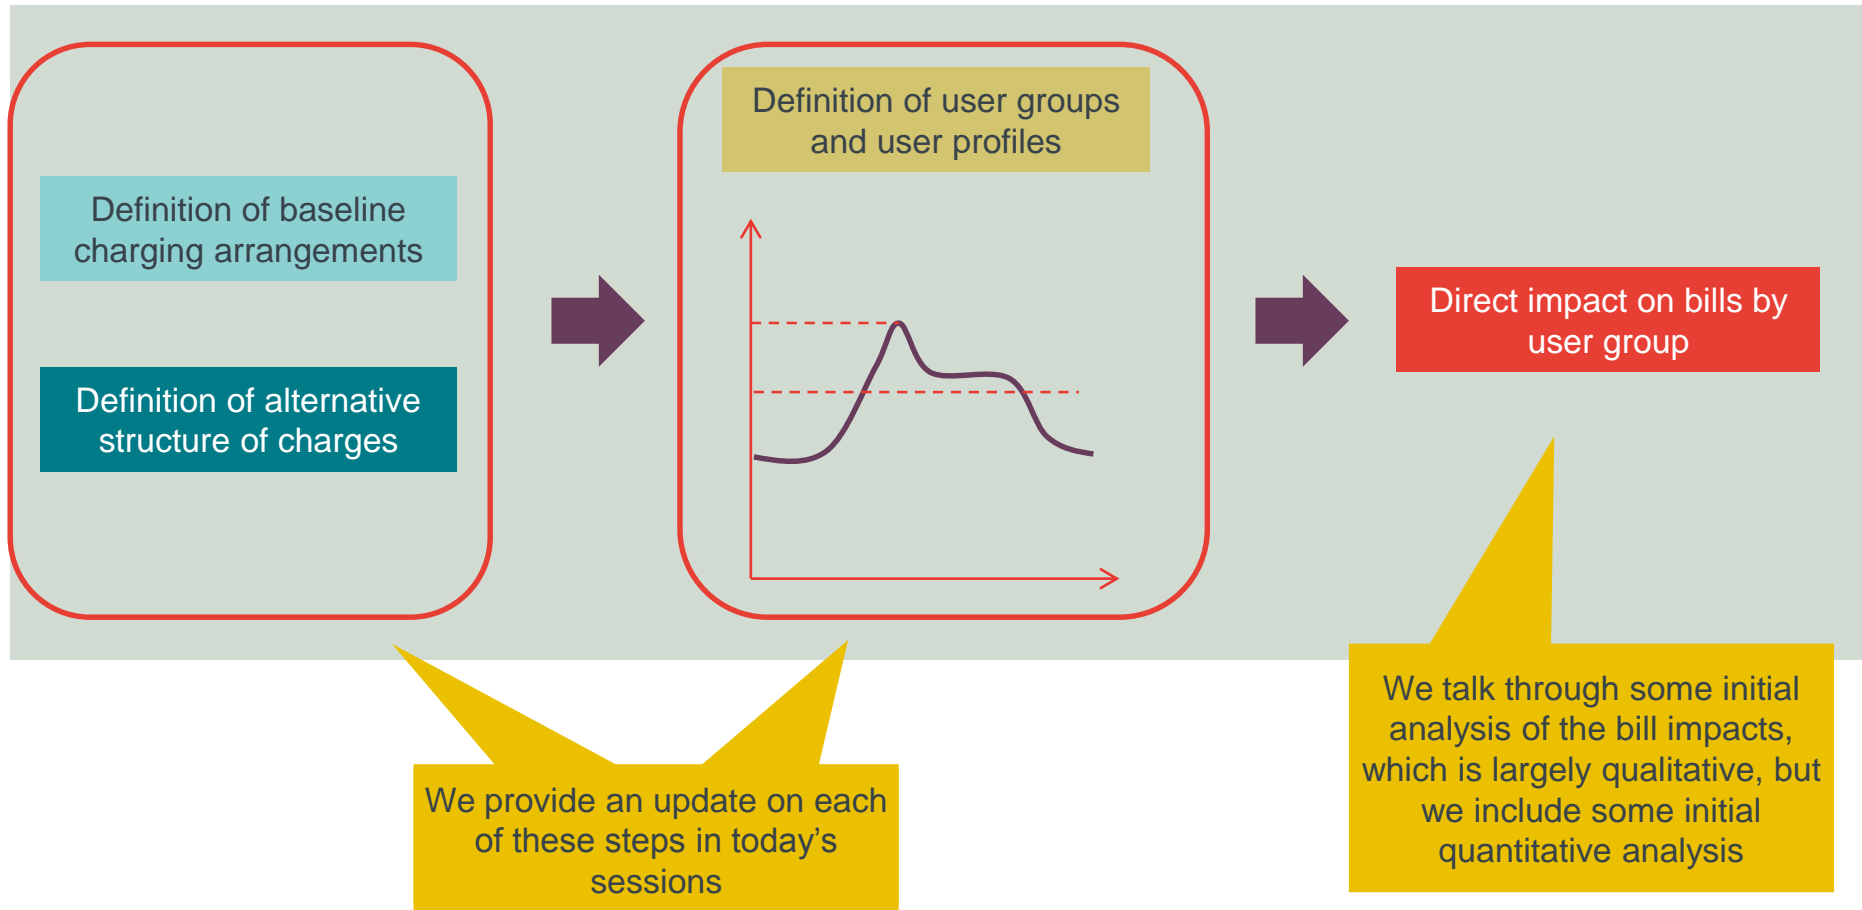 Definition of baseline
charging arrangements
Definition of alternative
structure of charges
Definition of user groups
and user profiles
Direct impact on bills by
user group
We provide an update on each
of these steps in today’s
sessions
We talk through some initial
analysis of the bill impacts,
which is largely qualitative, but
we include some initial
quantitative analysis